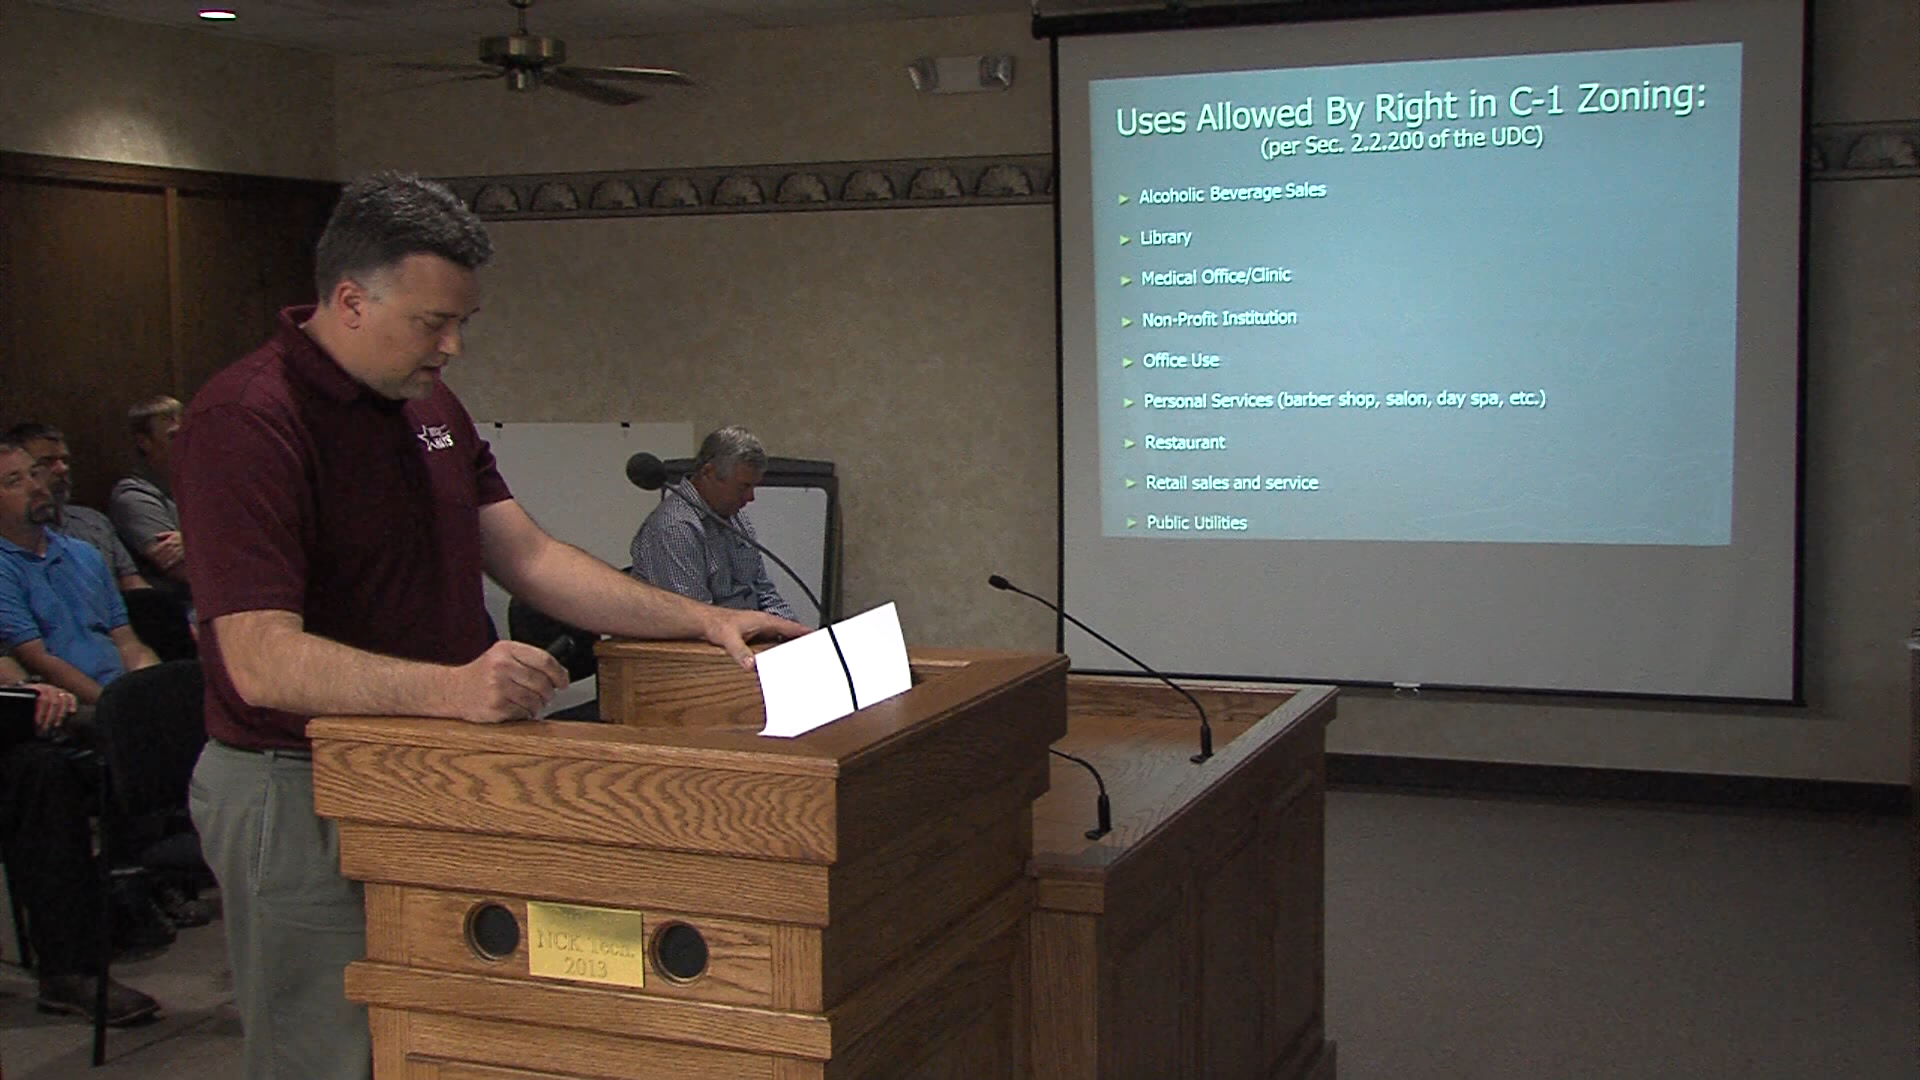 Uses Allowed By Right in C-1 Zoning:
(per Sec. 2.2.200 of the UDC)
Alcoholic Beverage Sales
Library
Medical Office/Clinic
Non-Profit Institution
Office Use
Personal Services (barber shop, salon, day spa, etc.)
Restaurant
Retail sales and service
Public Utilities
NCK Tech.
2013